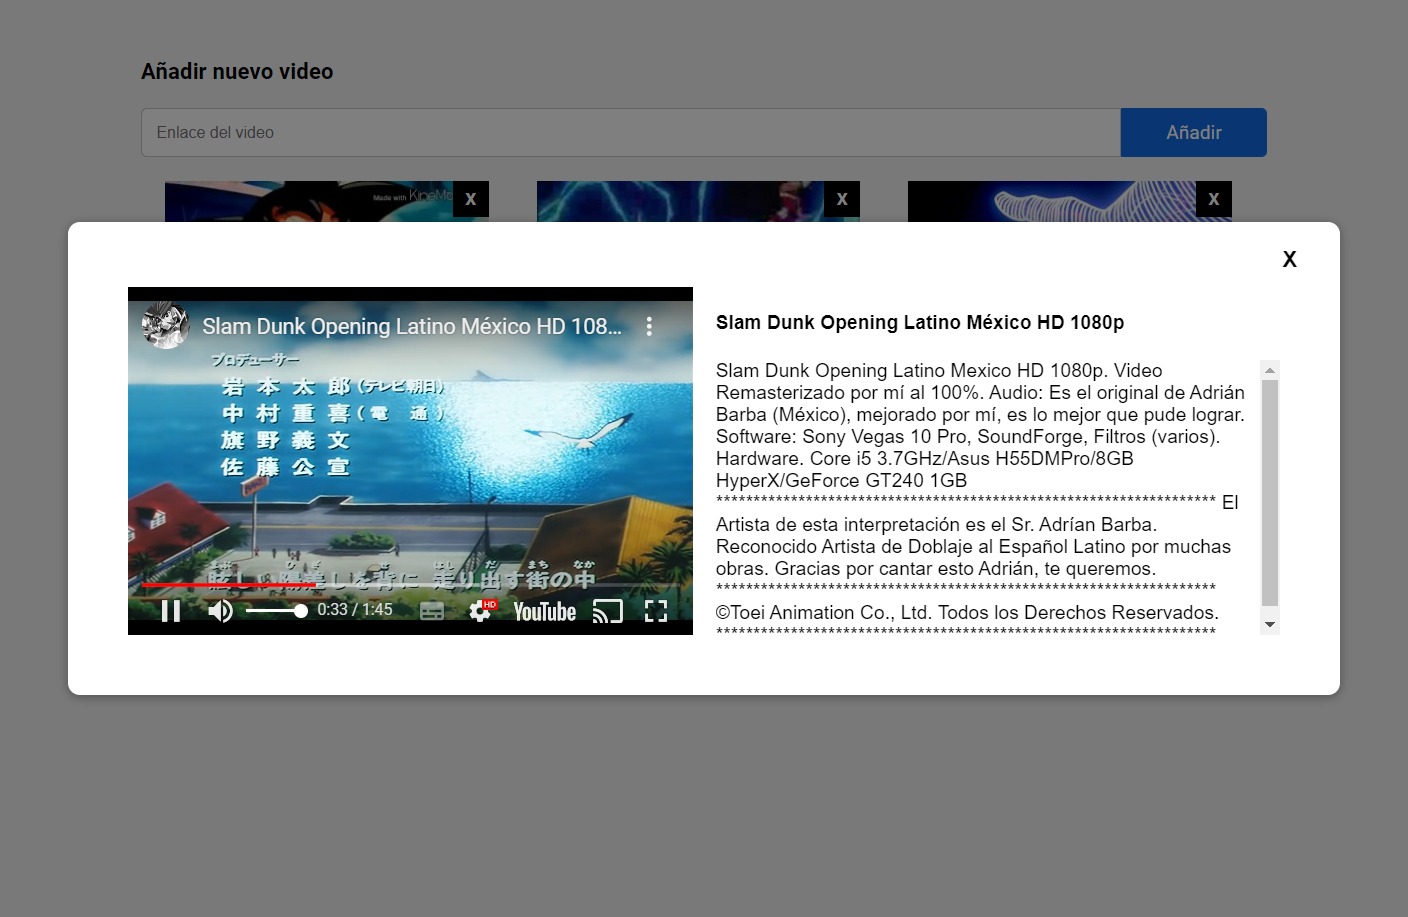 Añadir nuevo video
Enlace del video
Añadir
Made with KineMa
X
X
X
X
Slam Dunk Opening Latino México HD 108...
プロデューサー
岩本太郎(テレビ朝日)
中村重喜(電通)
旗野義文
佐藤公宣
眩しい陽差しを背に 走り出す街の中
0:33 / 1:45
HD
YouTube
Slam Dunk Opening Latino México HD 1080p
Slam Dunk Opening Latino Mexico HD 1080p. Video
Remasterizado por mí al 100%. Audio: Es el original de Adrián
Barba (México), mejorado por mí, es lo mejor que pude lograr.
Software: Sony Vegas 10 Pro, SoundForge, Filtros (varios).
Hardware. Core i5 3.7GHz/Asus H55DMPro/8GB
HyperX/GeForce GT240 1GB
******************************************************************* El
Artista de esta interpretación es el Sr. Adrían Barba.
Reconocido Artista de Doblaje al Español Latino por muchas
obras. Gracias por cantar esto Adrián, te queremos.
*******************************************************************
©Toei Animation Co., Ltd. Todos los Derechos Reservados.
*******************************************************************